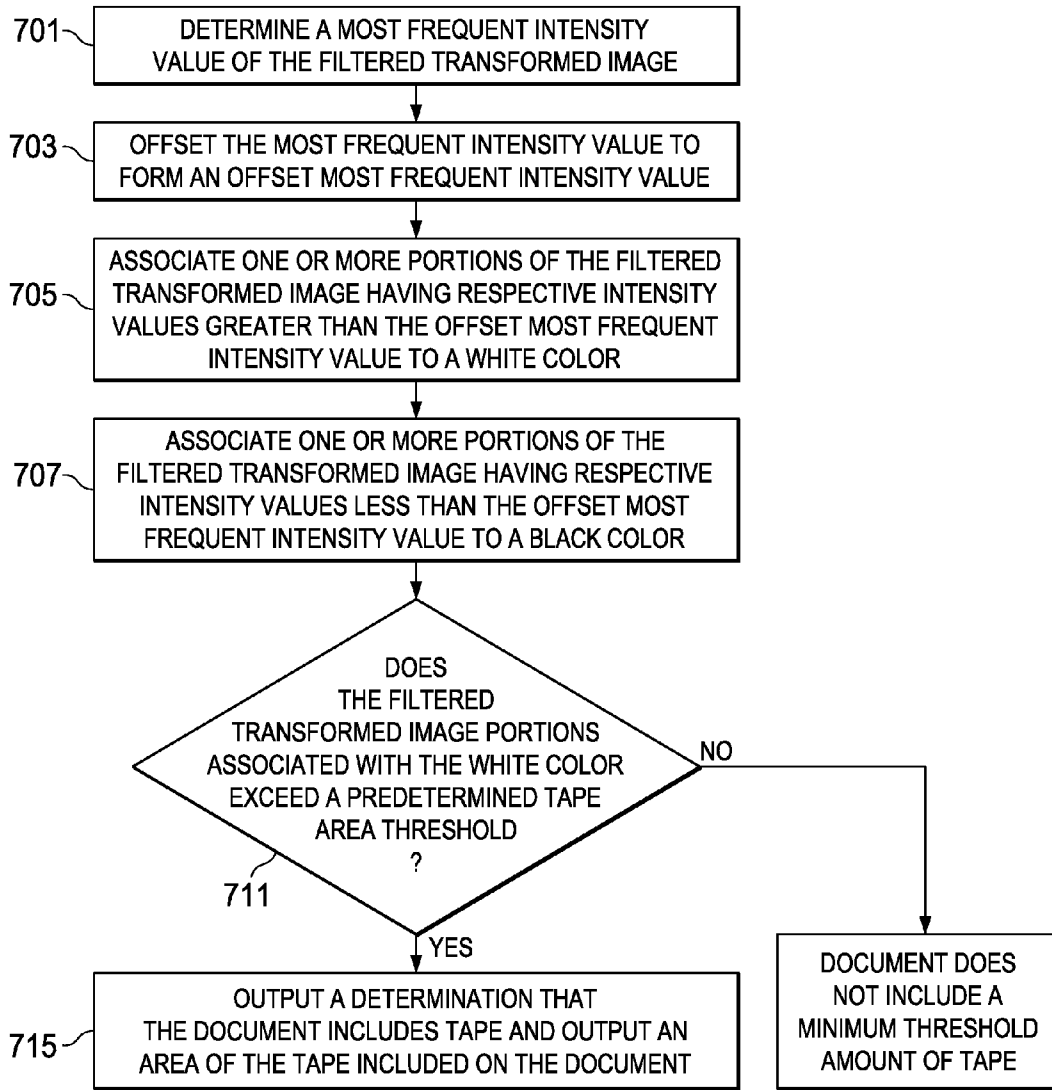 701
DETERMINE A MOST FREQUENT INTENSITY
VALUE OF THE FILTERED TRANSFORMED IMAGE
703
OFFSET THE MOST FREQUENT INTENSITY VALUE TO
FORM AN OFFSET MOST FREQUENT INTENSITY VALUE
705
ASSOCIATE ONE OR MORE PORTIONS OF THE FILTERED
TRANSFORMED IMAGE HAVING RESPECTIVE INTENSITY
VALUES GREATER THAN THE OFFSET MOST FREQUENT
INTENSITY VALUE TO A WHITE COLOR
707
ASSOCIATE ONE OR MORE PORTIONS OF THE
FILTERED TRANSFORMED IMAGE HAVING RESPECTIVE
INTENSITY VALUES LESS THAN THE OFFSET MOST
FREQUENT INTENSITY VALUE TO A BLACK COLOR
DOES
THE FILTERED
TRANSFORMED IMAGE PORTIONS
ASSOCIATED WITH THE WHITE COLOR
EXCEED A PREDETERMINED TAPE
AREA THRESHOLD
?
711
NO
YES
715
OUTPUT A DETERMINATION THAT
THE DOCUMENT INCLUDES TAPE AND OUTPUT AN
AREA OF THE TAPE INCLUDED ON THE DOCUMENT
DOCUMENT DOES
NOT INCLUDE A
MINIMUM THRESHOLD
AMOUNT OF TAPE